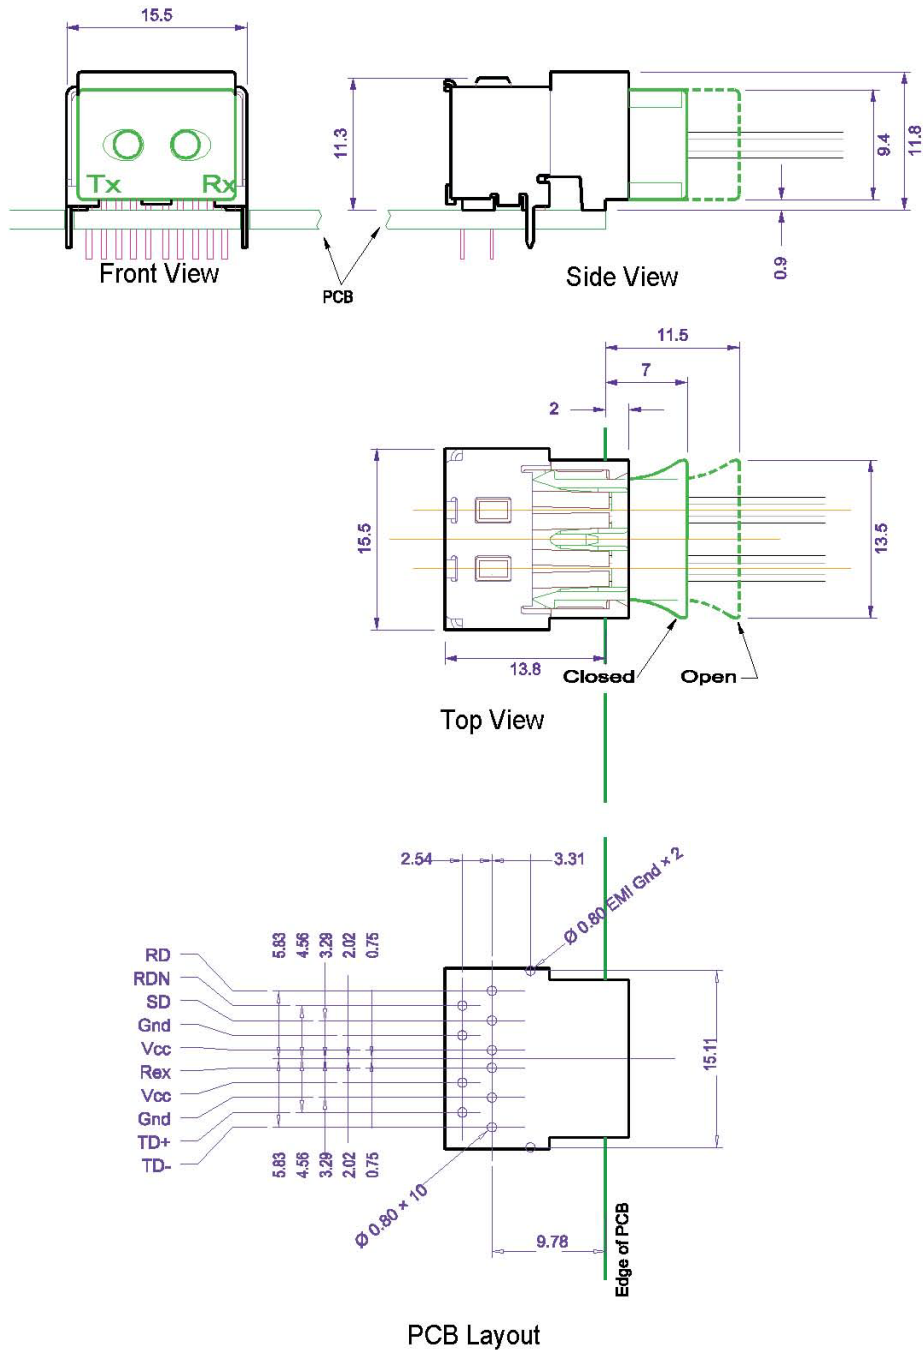 15.5
Tx
Rx
Front View
PCB
11.3
9.4
11.8
0.9
Side View
11.5
7
2
15.5
13.5
13.8
Closed
Open
Top View
2.54
3.31
Ø 0.80 EMI Gnd × 2
5.83
4.56
3.29
2.02
0.75
RD
RDN
SD
Gnd
Vcc
Rex
Vcc
Gnd
TD+
TD-
15.11
5.83
4.56
3.29
2.02
0.75
Ø 0.80 × 10
9.78
Edge of PCB
PCB Layout